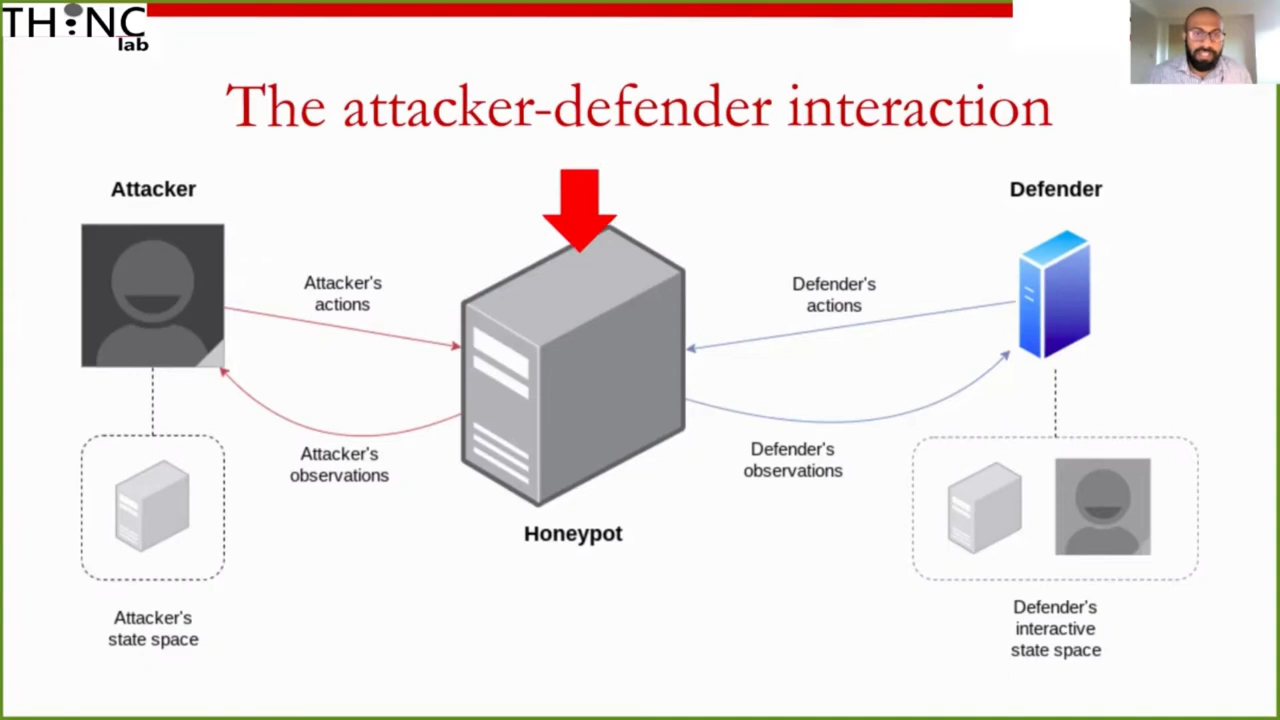 THINC
lab
The attacker-defender interaction
Attacker
Defender
Attacker's
actions
Defender's
actions
Attacker's
observations
Defender's
observations
Honeypot
Attacker's
state space
Defender's
interactive
state space